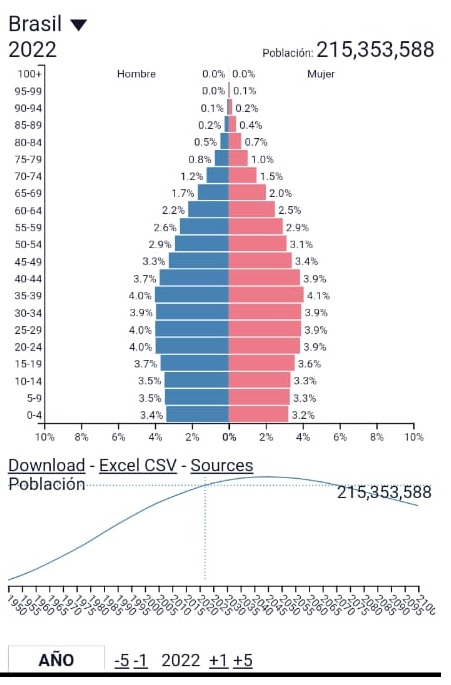 Brasil
2022
Población: 215,353,588
Hombre Mujer
100+ 0.0% 0.0%
95-99 0.0% 0.1%
90-94 0.1% 0.2%
85-89 0.2% 0.4%
80-84 0.5% 0.7%
75-79 0.8% 1.0%
70-74 1.2% 1.5%
65-69 1.7% 2.0%
60-64 2.2% 2.5%
55-59 2.6% 2.9%
50-54 2.9% 3.1%
45-49 3.3% 3.4%
40-44 3.7% 3.9%
35-39 4.0% 4.1%
30-34 3.9% 3.9%
25-29 4.0% 3.9%
20-24 4.0% 3.9%
15-19 3.7% 3.6%
10-14 3.5% 3.3%
5-9 3.5% 3.3%
0-4 3.4% 3.2%
10% 8% 6% 4% 2% 0% 2% 4% 6% 8% 10%
Download - Excel CSV - Sources
Población
215,353,588
1950 1955 1960 1965 1970 1975 1980 1985 1990 1995 2000 2005 2010 2015 2020 2025 2030 2035 2040 2045 2050 2055 2060 2065 2070 2075 2080 2085 2090 2095 2100
AÑO -5 -1 2022 +1 +5